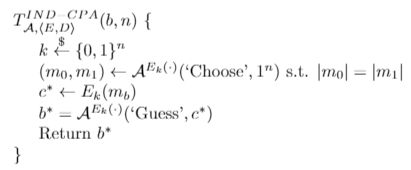 T^{IND-CPA}_{𝒜,⟨E,D⟩}(b, n) {
k ←^$ {0, 1}^n
(m_0, m_1) ← 𝒜^{E_k(·)}(‘Choose’, 1^n) s.t. |m_0| = |m_1|
c* ← E_k(m_b)
b* = 𝒜^{E_k(·)}(‘Guess’, c*)
Return b*
}